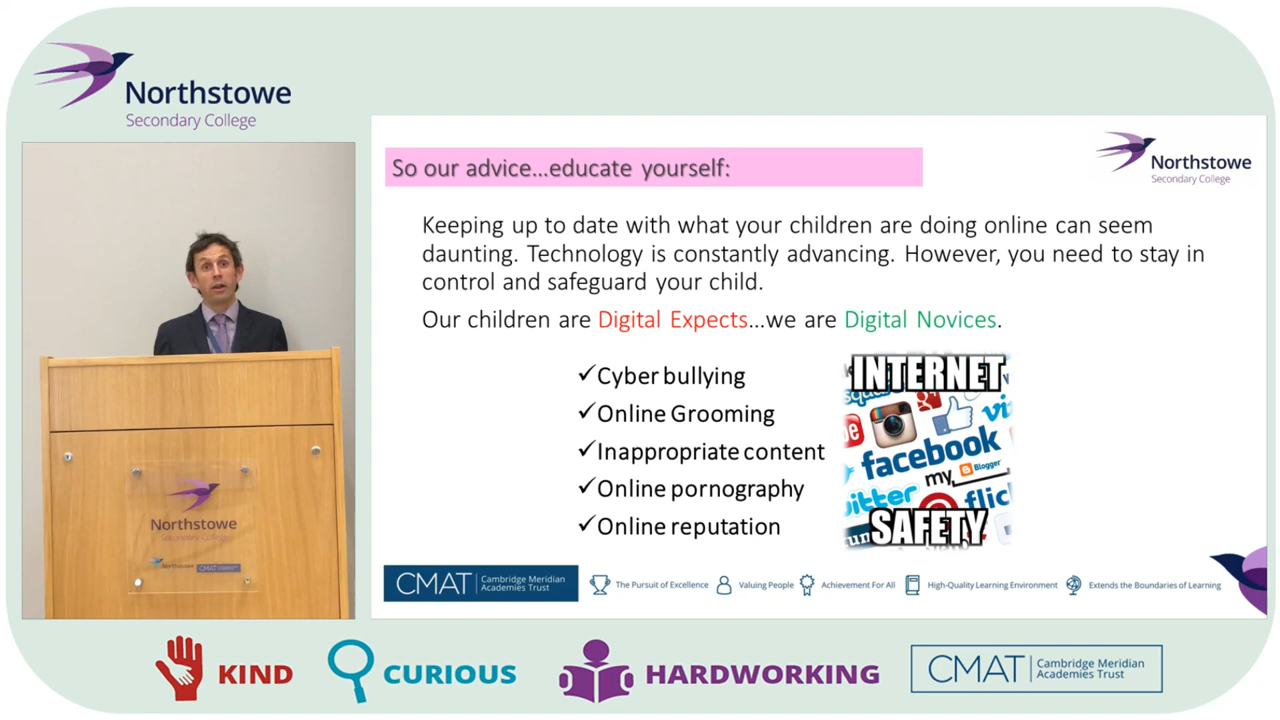 Northstowe
Secondary College
So our advice...educate yourself:
Northstowe
Secondary College
Keeping up to date with what your children are doing online can seem
daunting. Technology is constantly advancing. However, you need to stay in
control and safeguard your child.
Our children are Digital Expects...we are Digital Novices.
✓Cyber bullying
✓Online Grooming
✓Inappropriate content
✓Online pornography
✓Online reputation
INTERNET
facebook
my
Blogger
SAFETY
Northstowe
Secondary College
Northstowe
CMAT
CMAT
Cambridge Meridian
Academies Trust
The Pursuit of Excellence
Valuing People
Achievement For All
High-Quality Learning Environment
Extends the Boundaries of Learning
KIND
CURIOUS
HARDWORKING
CMAT
Cambridge Meridian
Academies Trust